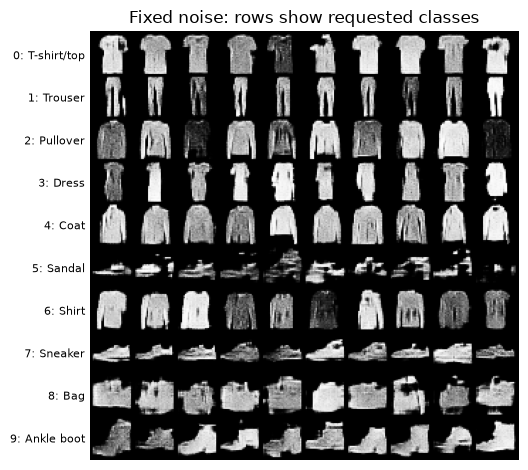 Fixed noise: rows show requested classes
0: T-shirt/top
1: Trouser
2: Pullover
3: Dress
4: Coat
5: Sandal
6: Shirt
7: Sneaker
8: Bag
9: Ankle boot